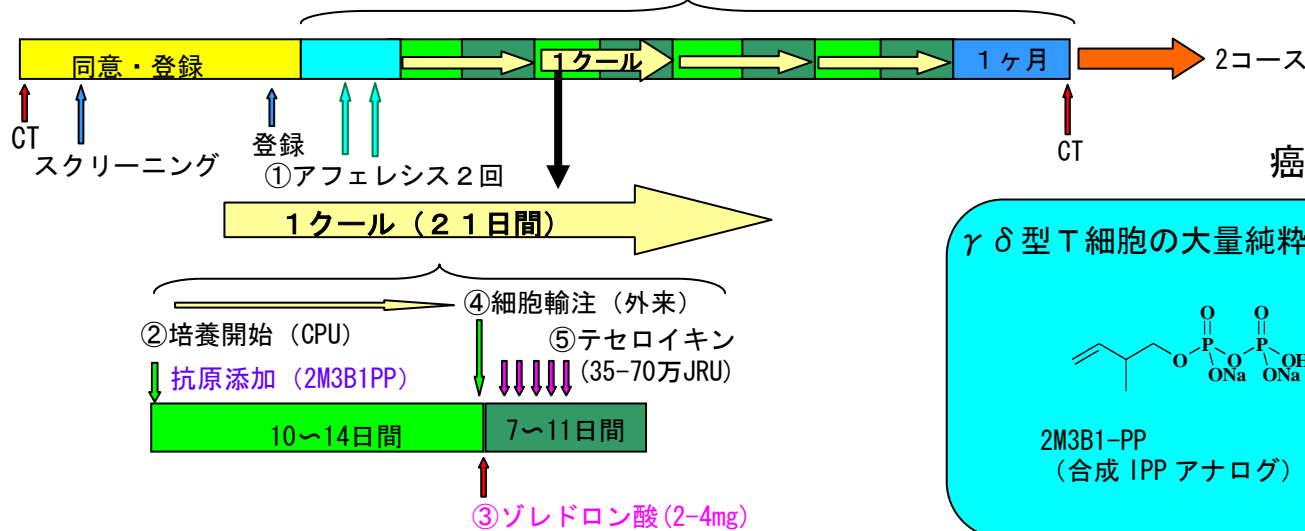 同意・登録
1クール
1ヶ月
2コース
CT
スクリーニング
登録
①アフェレシス2回
CT
癌
1クール(21日間)
γδ型T細胞の大量純粋
②培養開始(CPU)
④細胞輸注(外来)
抗原添加(2M3B1PP)
⑤テセロイキン
(35-70万JRU)
10~14日間
7~11日間
③ゾレドロン酸(2-4mg)
O O
P P
O O OH
ONa ONa
2M3B1-PP
(合成IPPアナログ)